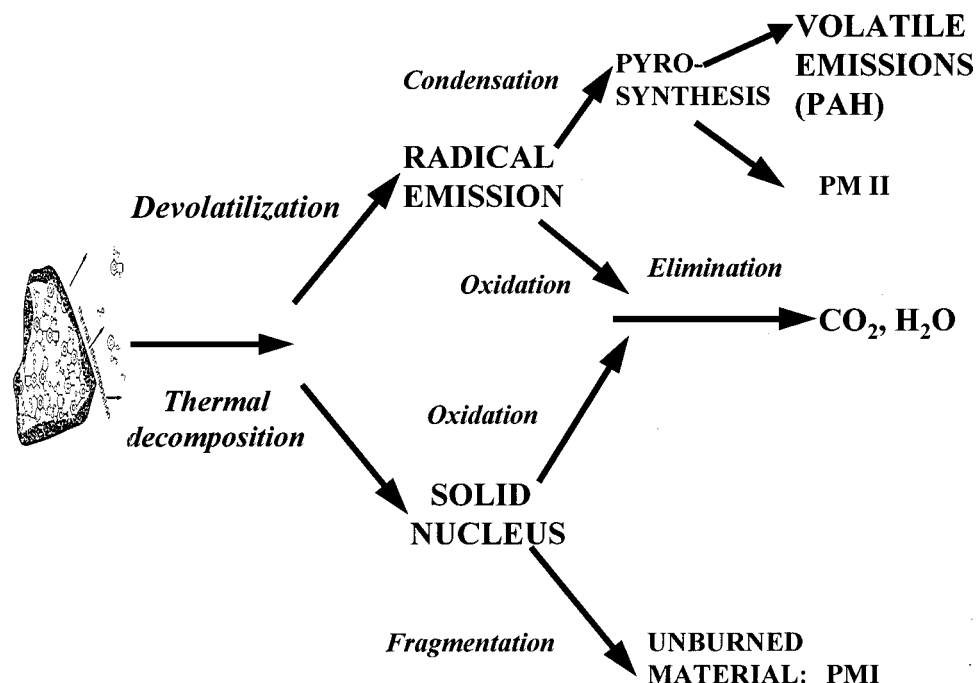 VOLATILE
EMISSIONS
(PAH)
PYRO-
SYNTHESIS
Condensation
RADICAL
EMISSION
PM II
Devolatilization
Oxidation
Elimination
CO₂, H₂O
Thermal
decomposition
Oxidation
SOLID
NUCLEUS
Fragmentation
UNBURNED
MATERIAL: PMI